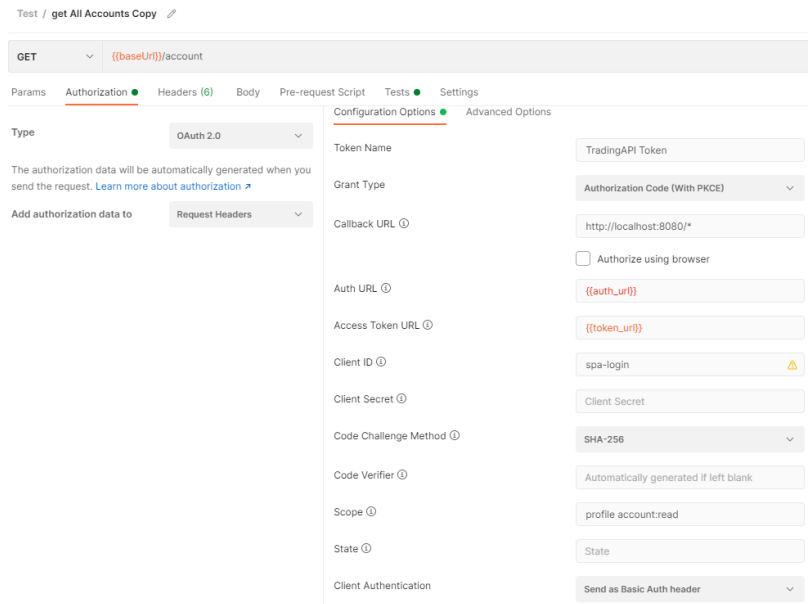 Test / get All Accounts Copy
GET {{baseUrl}}/account
Params Authorization Headers (6) Body Pre-request Script Tests Settings
Type
OAuth 2.0
The authorization data will be automatically generated when you
send the request. Learn more about authorization ↗
Add authorization data to
Request Headers
Configuration Options Advanced Options
Token Name
TradingAPI Token
Grant Type
Authorization Code (With PKCE)
Callback URL
http://localhost:8080/*
Authorize using browser
Auth URL
{{auth_url}}
Access Token URL
{{token_url}}
Client ID
spa-login
Client Secret
Client Secret
Code Challenge Method
SHA-256
Code Verifier
Automatically generated if left blank
Scope
profile account:read
State
State
Client Authentication
Send as Basic Auth header